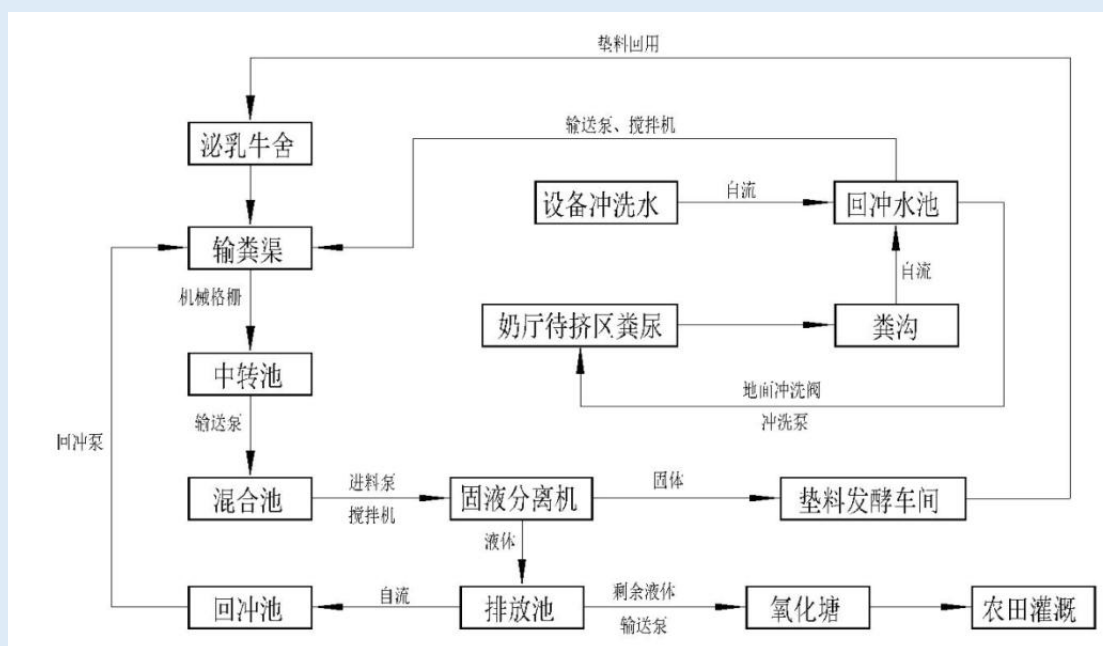 垫料回用
输送泵、搅拌机
泌乳牛舍
设备冲洗水
自流
回冲水池
输粪渠
自流
机械格栅
奶厅待挤区粪尿
粪沟
中转池
地面冲洗阀
冲洗泵
输送泵
回冲泵
混合池
进料泵
搅拌机
固液分离机
固体
垫料发酵车间
液体
回冲池
自流
排放池
剩余液体
输送泵
氧化塘
农田灌溉